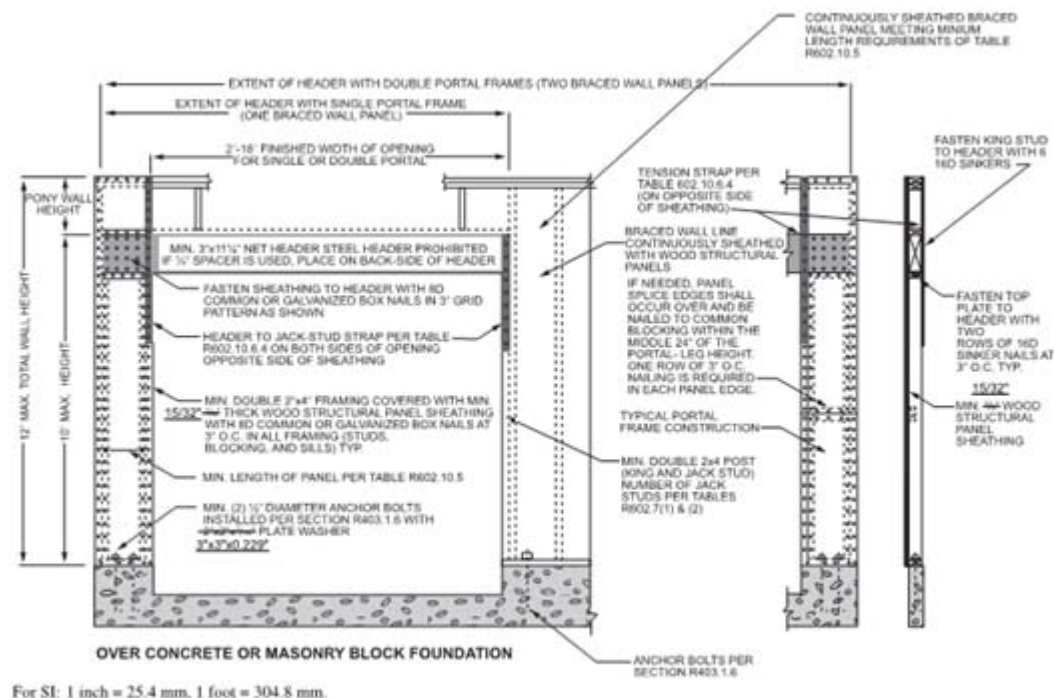 CONTINUOUSLY SHEATHED BRACED
WALL PANEL MEETING MINIUM
LENGTH REQUIREMENTS OF TABLE
R602.10.5
EXTENT OF HEADER WITH DOUBLE PORTAL FRAMES (TWO BRACED WALL PANELS)
EXTENT OF HEADER WITH SINGLE PORTAL FRAME
(ONE BRACED WALL PANEL)
2'-18' FINISHED WIDTH OF OPENING
FOR SINGLE OR DOUBLE PORTAL
FASTEN KING STUD
TO HEADER WITH 6
16D SINKERS
TENSION STRAP PER
TABLE 602.10.6.4
(ON OPPOSITE SIDE
OF SHEATHING)
PONY WALL
HEIGHT
MIN. 3"x11¼" NET HEADER STEEL HEADER PROHIBITED
IF ½" SPACER IS USED, PLACE ON BACK-SIDE OF HEADER
BRACED WALL LINE
CONTINUOUSLY SHEATHED
WITH WOOD STRUCTURAL
PANELS
FASTEN SHEATHING TO HEADER WITH 8D
COMMON OR GALVANIZED BOX NAILS IN 3" GRID
PATTERN AS SHOWN
IF NEEDED, PANEL
SPLICE EDGES SHALL
OCCUR OVER AND BE
NAILED TO COMMON
BLOCKING WITHIN THE
MIDDLE 24" OF THE
PORTAL- LEG HEIGHT.
ONE ROW OF 3" O.C.
NAILING IS REQUIRED
IN EACH PANEL EDGE.
FASTEN TOP
PLATE TO
HEADER WITH
TWO
ROWS OF 16D
SINKER NAILS AT
3" O.C. TYP.
HEADER TO JACK-STUD STRAP PER TABLE
R602.10.6.4 ON BOTH SIDES OF OPENING
OPPOSITE SIDE OF SHEATHING
12' MAX. TOTAL WALL HEIGHT
10' MAX. HEIGHT
MIN. DOUBLE 2"x4" FRAMING COVERED WITH MIN
15/32" THICK WOOD STRUCTURAL PANEL SHEATHING
WITH 8D COMMON OR GALVANIZED BOX NAILS AT
3" O.C. IN ALL FRAMING (STUDS,
BLOCKING, AND SILLS) TYP.
15/32"
MIN. WOOD
STRUCTURAL
PANEL
SHEATHING
TYPICAL PORTAL
FRAME CONSTRUCTION
MIN. LENGTH OF PANEL PER TABLE R602.10.5
MIN. DOUBLE 2x4 POST
(KING AND JACK STUD)
NUMBER OF JACK
STUDS PER TABLES
R602.7(1) & (2)
MIN. (2) ½" DIAMETER ANCHOR BOLTS
INSTALLED PER SECTION R403.1.6 WITH
PLATE WASHER
3"x3"x0.229"
OVER CONCRETE OR MASONRY BLOCK FOUNDATION
ANCHOR BOLTS PER
SECTION R403.1.6
For SI: 1 inch = 25.4 mm, 1 foot = 304.8 mm.